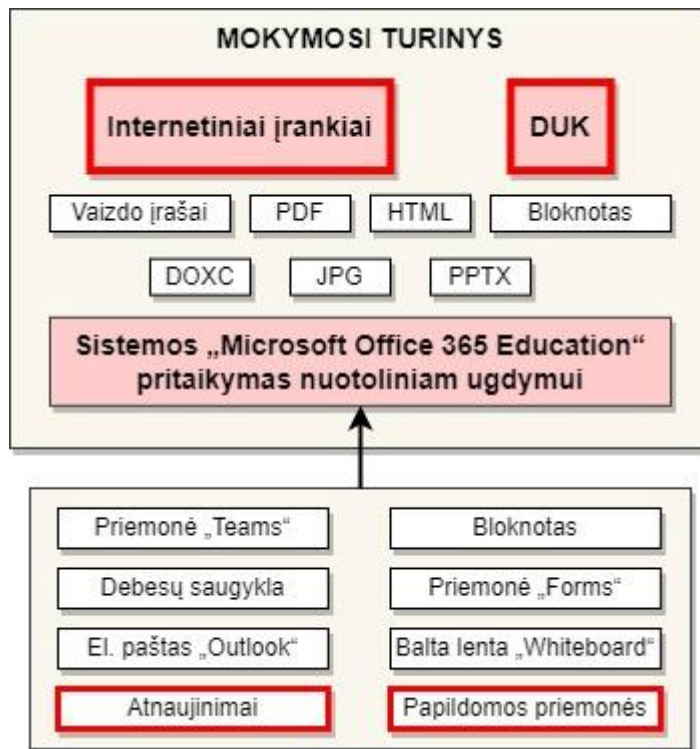 MOKYMOSI TURINYS
Internetiniai įrankiai
DUK
Vaizdo įrašai
PDF
HTML
Bloknotas
DOXC
JPG
PPTX
Sistemos „Microsoft Office 365 Education“
pritaikymas nuotoliniam ugdymui
Priemonė „Teams“
Bloknotas
Debesų saugykla
Priemonė „Forms“
El. paštas „Outlook“
Balta lenta „Whiteboard“
Atnaujinimai
Papildomos priemonės